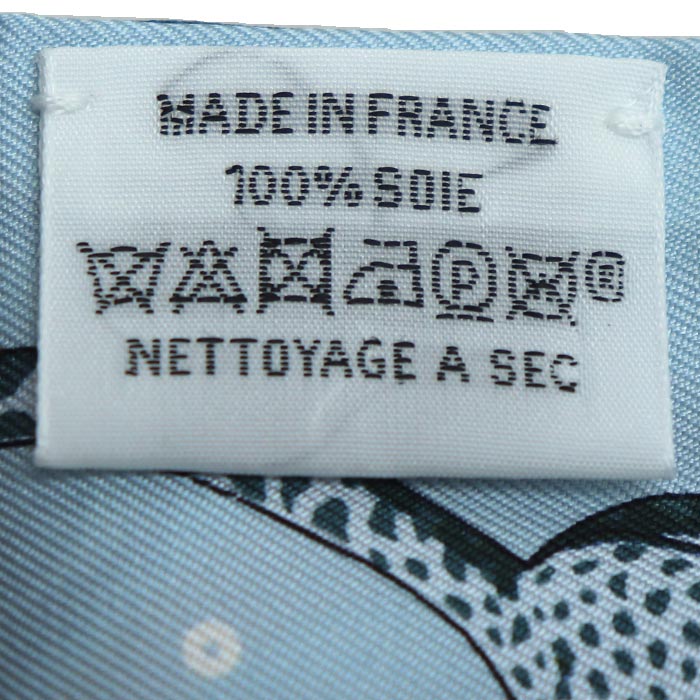 MADE IN FRANCE
100% SOIE
P W ®
NETTOYAGE A SEC